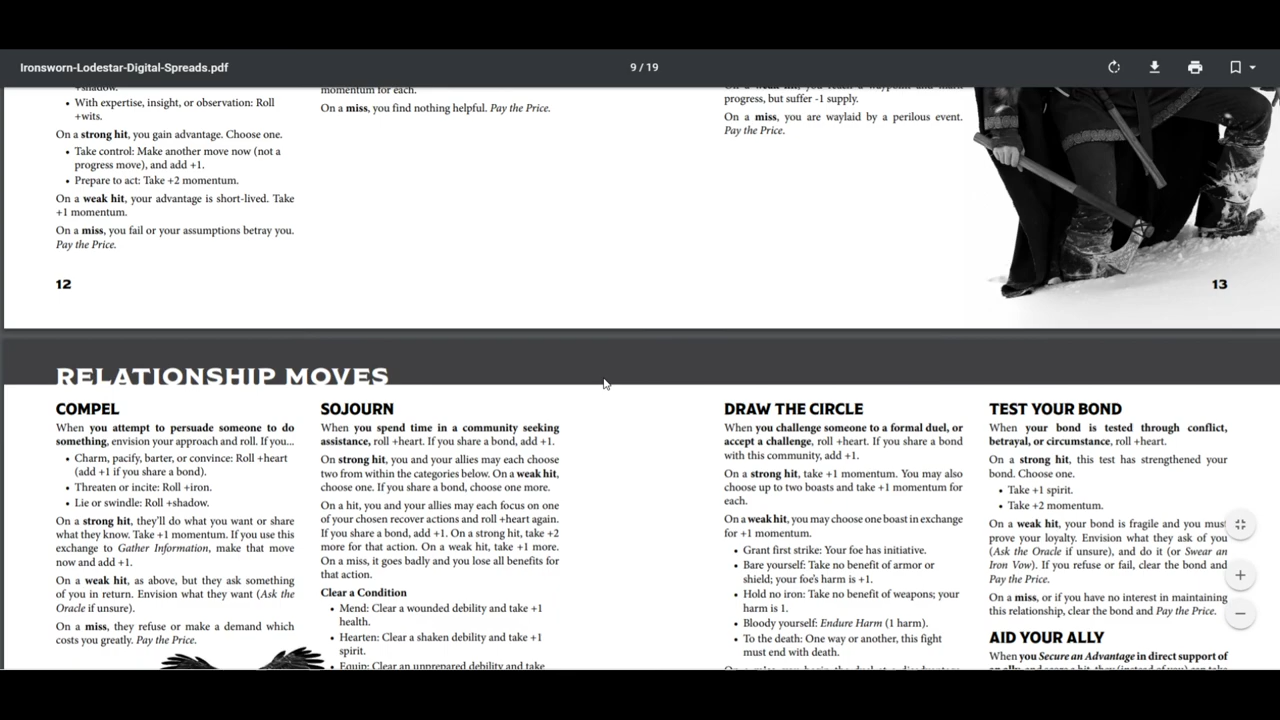 Ironsworn-Lodestar-Digital-Spreads.pdf
9 / 19
+shadow.
• With expertise, insight, or observation: Roll
+wits.
On a strong hit, you gain advantage. Choose one.
• Take control: Make another move now (not a
progress move), and add +1.
• Prepare to act: Take +2 momentum.
On a weak hit, your advantage is short-lived. Take
+1 momentum.
On a miss, you fail or your assumptions betray you.
Pay the Price.
12
momentum for each.
On a miss, you find nothing helpful. Pay the Price.
progress, but suffer -1 supply.
On a miss, you are waylaid by a perilous event.
Pay the Price.
13
RELATIONSHIP MOVES
COMPEL
When you attempt to persuade someone to do
something, envision your approach and roll. If you...
• Charm, pacify, barter, or convince: Roll +heart
(add +1 if you share a bond).
• Threaten or incite: Roll +iron.
• Lie or swindle: Roll +shadow.
On a strong hit, they'll do what you want or share
what they know. Take +1 momentum. If you use this
exchange to Gather Information, make that move
now and add +1.
On a weak hit, as above, but they ask something
of you in return. Envision what they want (Ask the
Oracle if unsure).
On a miss, they refuse or make a demand which
costs you greatly. Pay the Price.
SOJOURN
When you spend time in a community seeking
assistance, roll +heart. If you share a bond, add +1.
On strong hit, you and your allies may each choose
two from within the categories below. On a weak hit,
choose one. If you share a bond, choose one more.
On a hit, you and your allies may each focus on one
of your chosen recover actions and roll +heart again.
If you share a bond, add +1. On a strong hit, take +2
more for that action. On a weak hit, take +1 more.
On a miss, it goes badly and you lose all benefits for
that action.
Clear a Condition
• Mend: Clear a wounded debility and take +1
health.
• Hearten: Clear a shaken debility and take +1
spirit.
• Equip: Clear an unprepared debility and take
DRAW THE CIRCLE
When you challenge someone to a formal duel, or
accept a challenge, roll +heart. If you share a bond
with this community, add +1.
On a strong hit, take +1 momentum. You may also
choose up to two boasts and take +1 momentum for
each.
On a weak hit, you may choose one boast in exchange
for +1 momentum.
• Grant first strike: Your foe has initiative.
• Bare yourself: Take no benefit of armor or
shield; your foe's harm is +1.
• Hold no iron: Take no benefit of weapons; your
harm is 1.
• Bloody yourself: Endure Harm (1 harm).
• To the death: One way or another, this fight
must end with death.
TEST YOUR BOND
When your bond is tested through conflict,
betrayal, or circumstance, roll +heart.
On a strong hit, this test has strengthened your
bond. Choose one.
• Take +1 spirit.
• Take +2 momentum.
On a weak hit, your bond is fragile and you must
prove your loyalty. Envision what they ask of you
(Ask the Oracle if unsure), and do it (or Swear an
Iron Vow). If you refuse or fail, clear the bond and
Pay the Price.
On a miss, or if you have no interest in maintaining
this relationship, clear the bond and Pay the Price.
AID YOUR ALLY
When you Secure an Advantage in direct support of